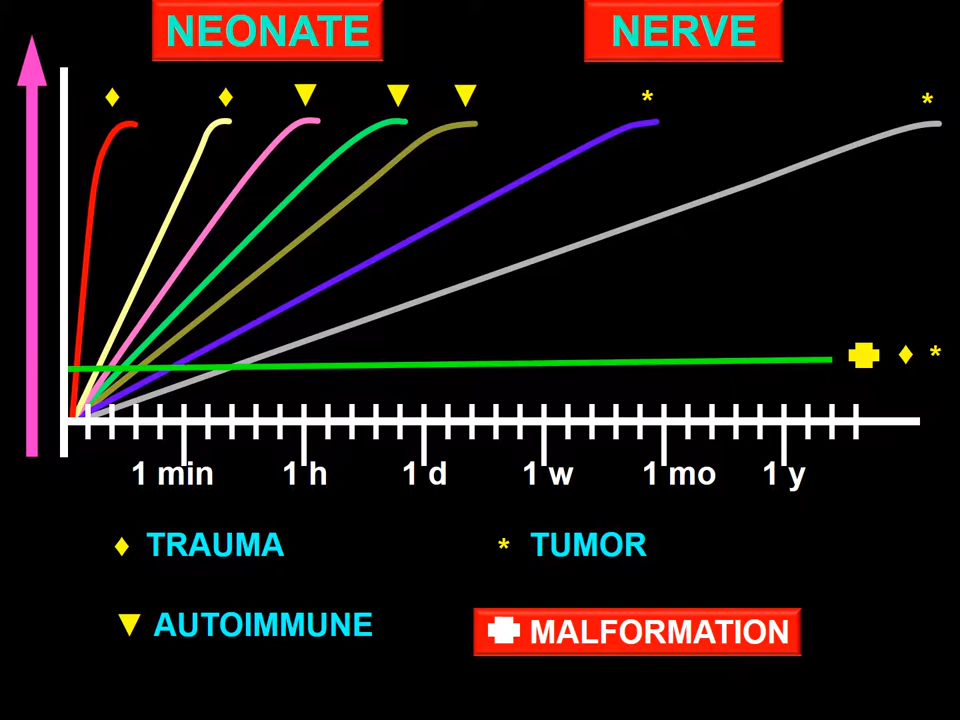 NEONATE NERVE
1 min 1 h 1 d 1 w 1 mo 1 y
♦ TRAUMA * TUMOR
▼ AUTOIMMUNE ✚ MALFORMATION